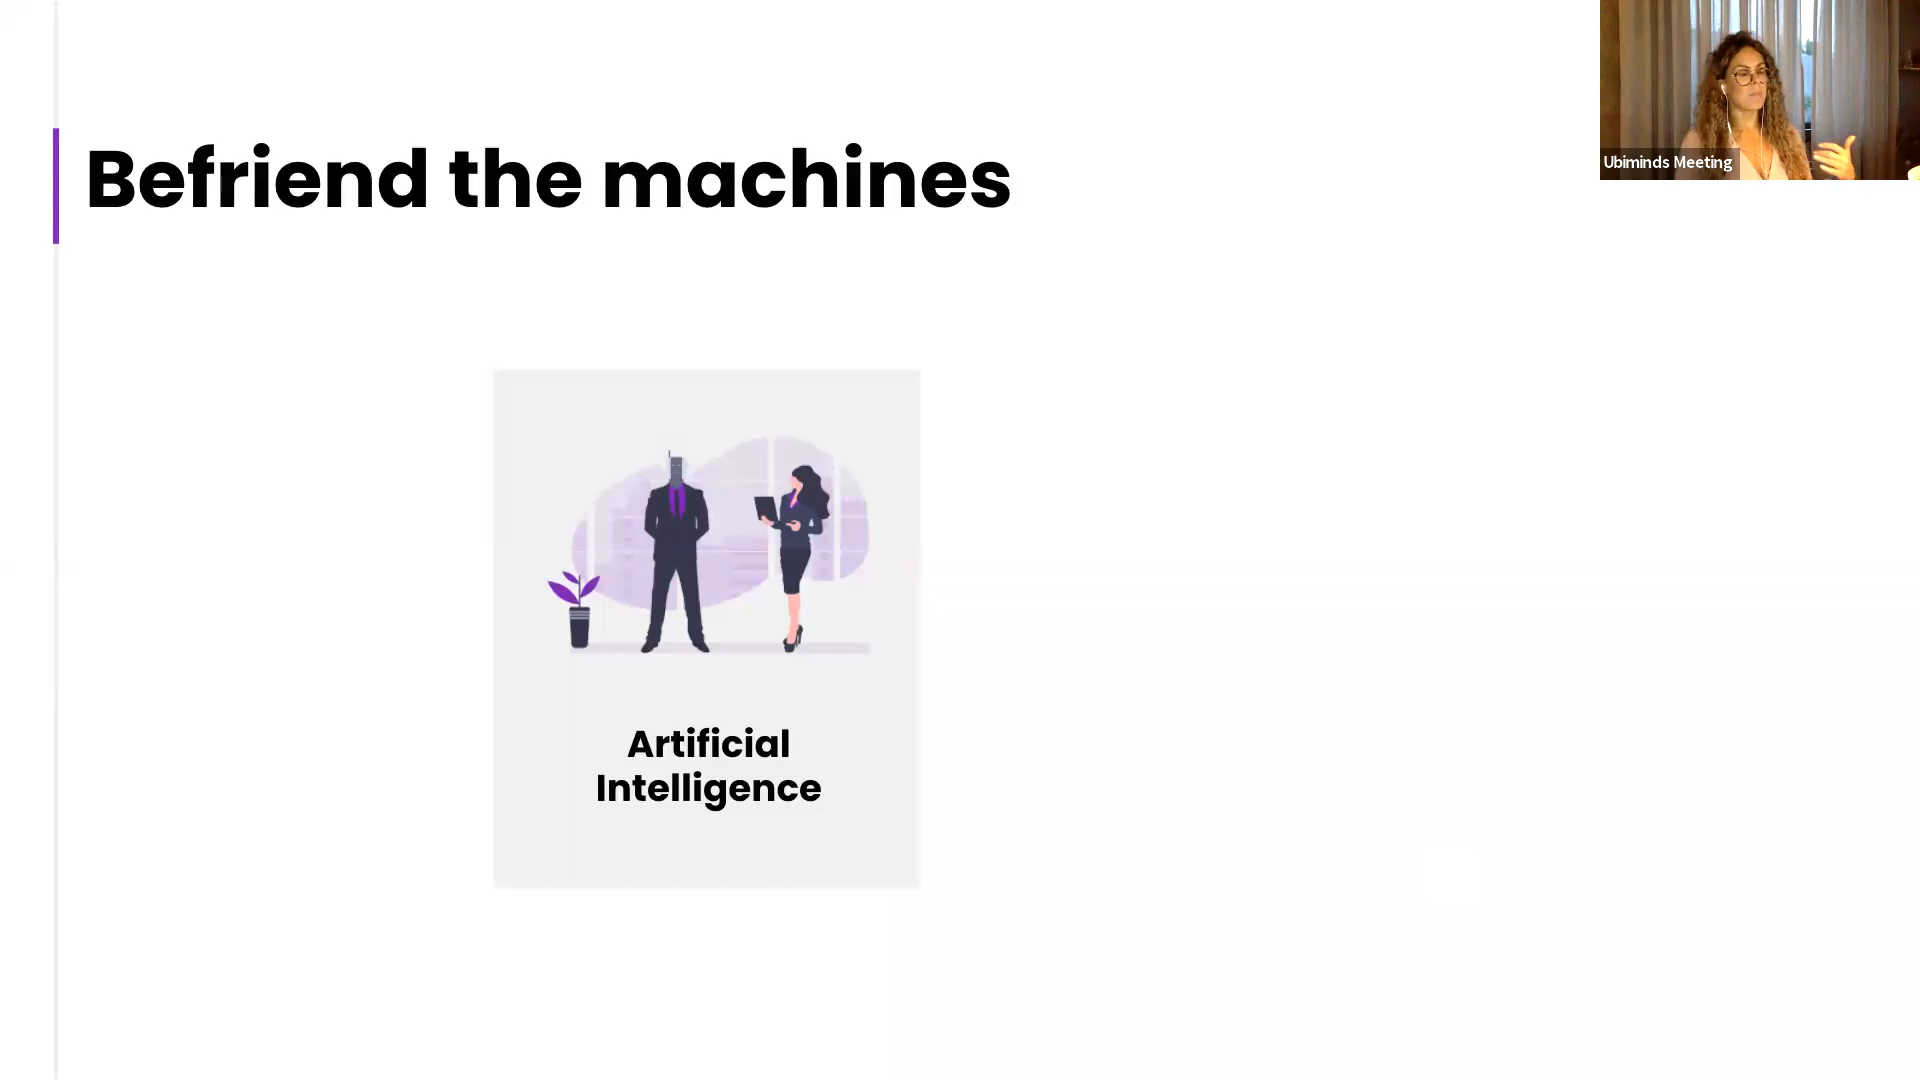 Befriend the machines
Ubiminds Meeting
Artificial
Intelligence